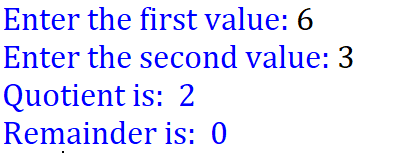 Enter the first value: 6
Enter the second value: 3
Quotient is:  2
Remainder is:  0